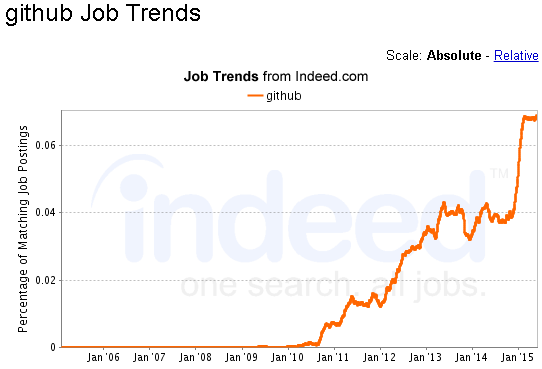 github Job Trends
Scale: Absolute - Relative
Job Trends from Indeed.com
github
Percentage of Matching Job Postings
0.06
0.04
0.02
0
indeed™
one search. all jobs.
Jan '06 Jan '07 Jan '08 Jan '09 Jan '10 Jan '11 Jan '12 Jan '13 Jan '14 Jan '15